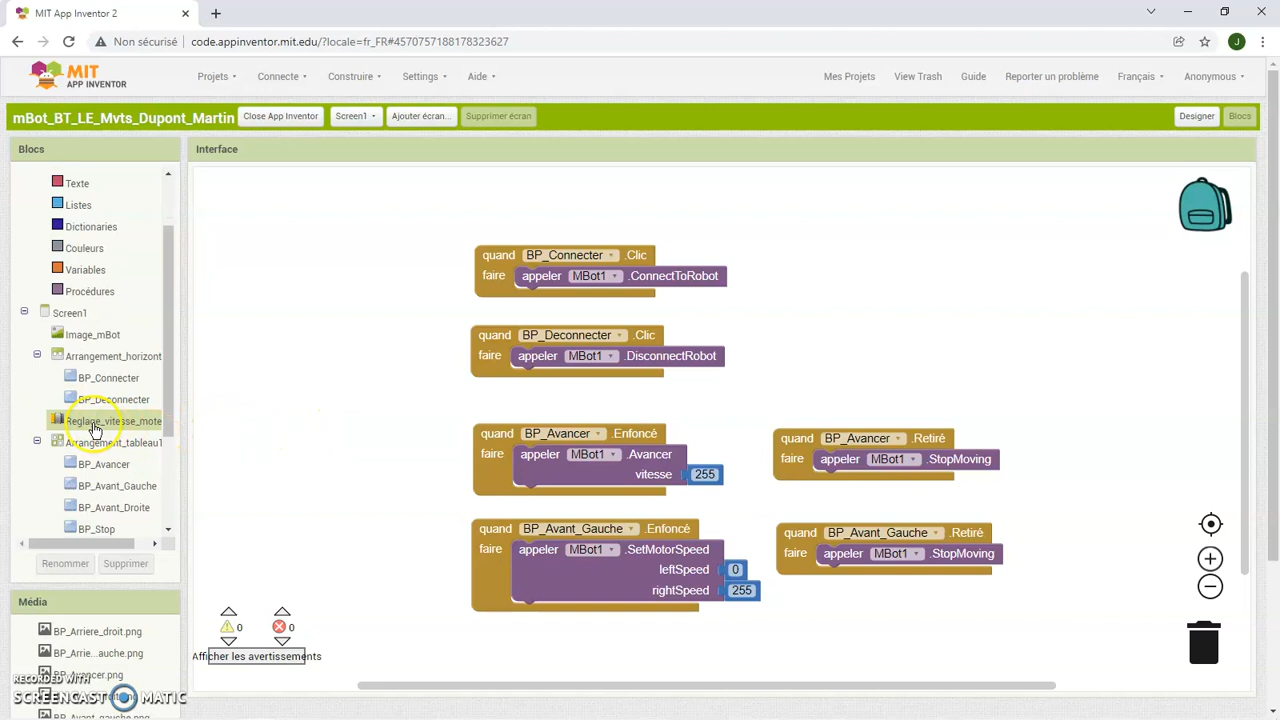 MIT App Inventor 2
Non sécurisé
code.appinventor.mit.edu/?locale=fr_FR#4570757188178323627
J
MIT
APP INVENTOR
Projets
Connecte
Construire
Settings
Aide
Mes Projets
View Trash
Guide
Reporter un problème
Français
Anonymous
mBot_BT_LE_Mvts_Dupont_Martin
Close App Inventor
Screen1
Ajouter écran...
Supprimer écran
Designer
Blocs
Blocs
Interface
Texte
Listes
Dictionaries
Couleurs
Variables
Procédures
Screen1
Image_mBot
Arrangement_horizont
BP_Connecter
BP_Deconnecter
Reglage_vitesse_mote
Arrangement_tableau1
BP_Avancer
BP_Avant_Gauche
BP_Avant_Droite
BP_Stop
Renommer
Supprimer
Média
BP_Arriere_droit.png
BP_Arrie...auche.png
quand BP_Connecter .Clic
faire appeler MBot1 .ConnectToRobot
quand BP_Deconnecter .Clic
faire appeler MBot1 .DisconnectRobot
quand BP_Avancer .Enfoncé
faire appeler MBot1 .Avancer
vitesse 255
quand BP_Avancer .Retiré
faire appeler MBot1 .StopMoving
quand BP_Avant_Gauche .Enfoncé
faire appeler MBot1 .SetMotorSpeed
leftSpeed 0
rightSpeed 255
quand BP_Avant_Gauche .Retiré
faire appeler MBot1 .StopMoving
0
0
Afficher les avertissements
RECORDED WITH
SCREENCAST MATIC